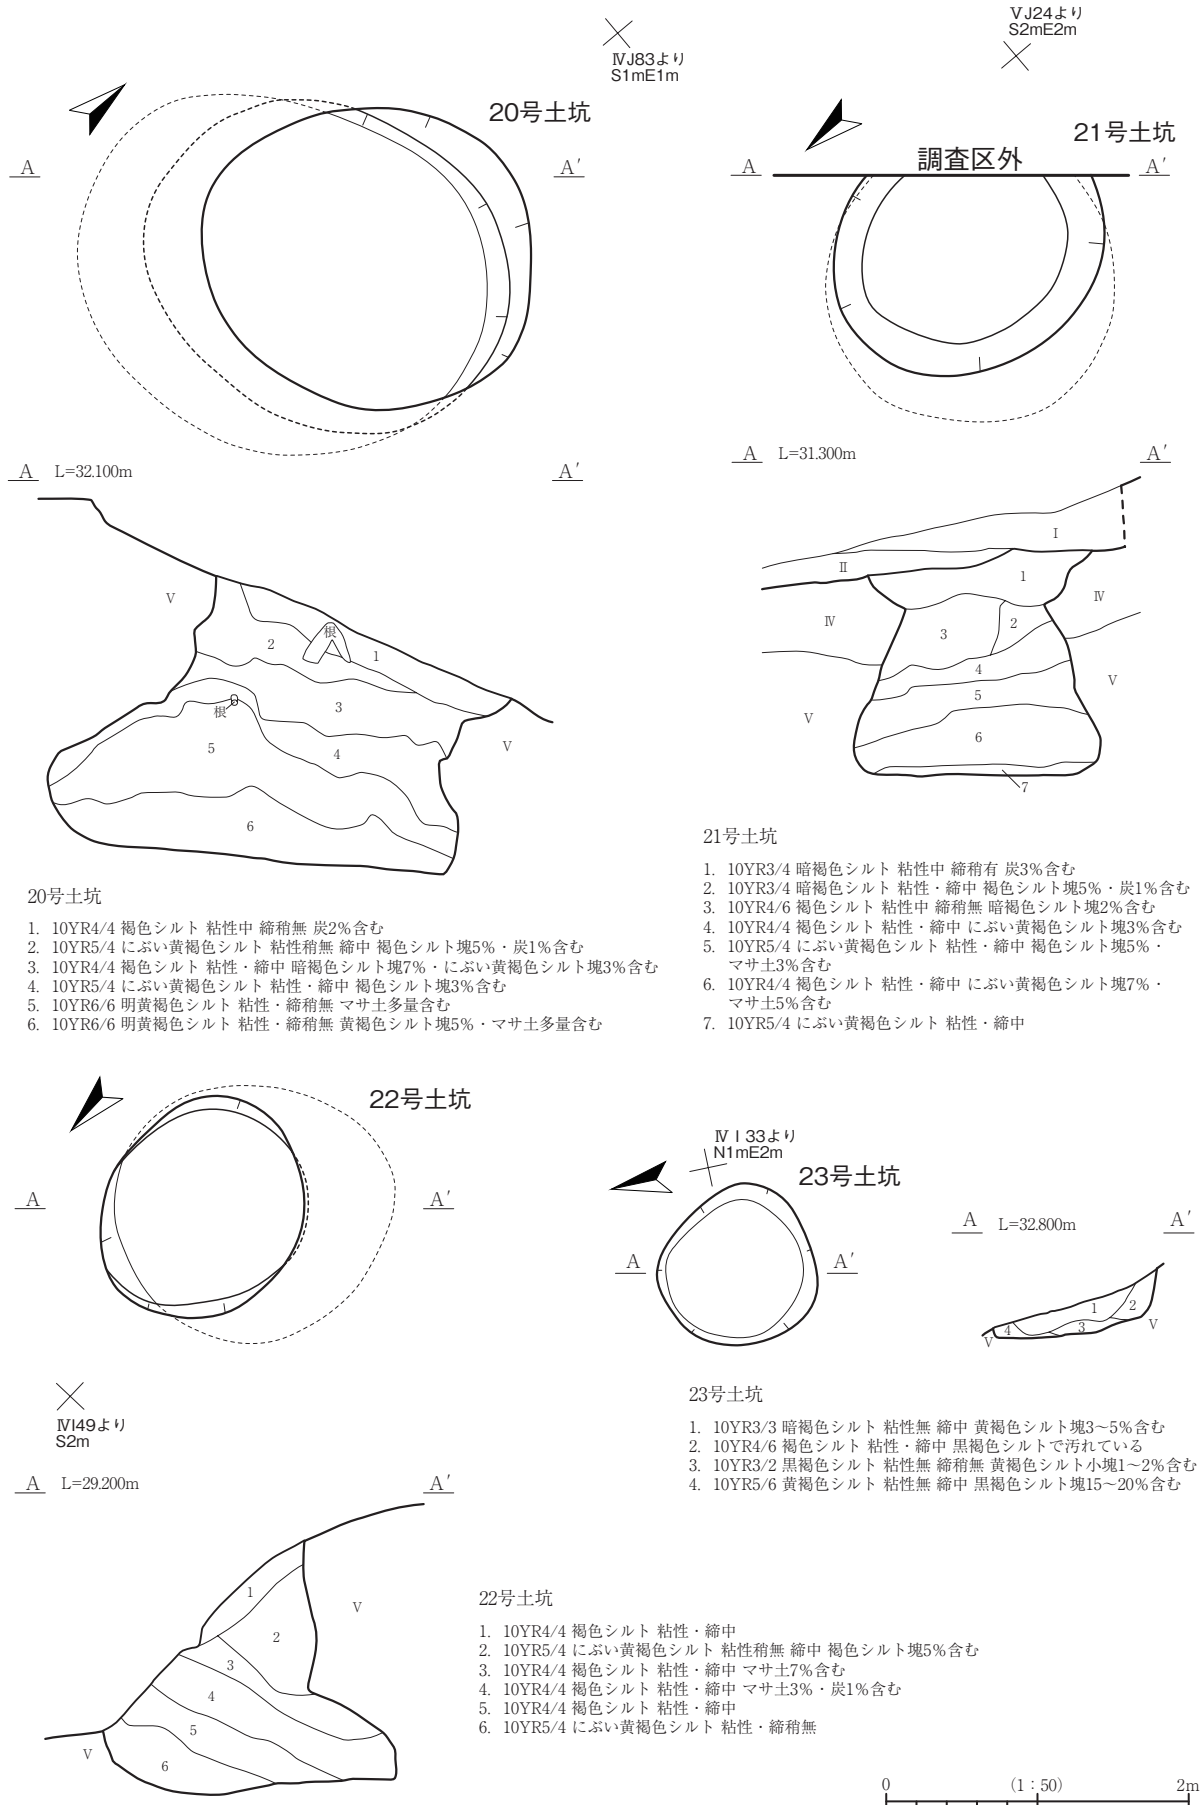 ⅣJ83より
S1mE1m
ⅤJ24より
S2mE2m
20号土坑
A
A′
21号土坑
調査区外
A
A′
A L=32.100m A′
Ⅴ
根
2
1
根
3
5
4
Ⅴ
6
A L=31.300m A′
Ⅰ
Ⅱ
1
Ⅳ
Ⅳ
3
2
4
Ⅴ
5
Ⅴ
6
7
20号土坑
1. 10YR4/4 褐色シルト 粘性中 締稍無 炭2%含む
2. 10YR5/4 にぶい黄褐色シルト 粘性稍無 締中 褐色シルト塊5%・炭1%含む
3. 10YR4/4 褐色シルト 粘性・締中 暗褐色シルト塊7%・にぶい黄褐色シルト塊3%含む
4. 10YR5/4 にぶい黄褐色シルト 粘性・締中 褐色シルト塊3%含む
5. 10YR6/6 明黄褐色シルト 粘性・締稍無 マサ土多量含む
6. 10YR6/6 明黄褐色シルト 粘性・締稍無 黄褐色シルト塊5%・マサ土多量含む
21号土坑
1. 10YR3/4 暗褐色シルト 粘性中 締稍有 炭3%含む
2. 10YR3/4 暗褐色シルト 粘性・締中 褐色シルト塊5%・炭1%含む
3. 10YR4/6 褐色シルト 粘性中 締稍無 暗褐色シルト塊2%含む
4. 10YR4/4 褐色シルト 粘性・締中 にぶい黄褐色シルト塊3%含む
5. 10YR5/4 にぶい黄褐色シルト 粘性・締中 褐色シルト塊5%・
マサ土3%含む
6. 10YR4/4 褐色シルト 粘性・締中 にぶい黄褐色シルト塊7%・
マサ土5%含む
7. 10YR5/4 にぶい黄褐色シルト 粘性・締中
22号土坑
A
A′
ⅣI49より
S2m
ⅣI33より
N1mE2m
23号土坑
A
A′
A L=32.800m A′
1
2
3
4
Ⅴ
Ⅴ
23号土坑
1. 10YR3/3 暗褐色シルト 粘性無 締中 黄褐色シルト塊3～5%含む
2. 10YR4/6 褐色シルト 粘性・締中 黒褐色シルトで汚れている
3. 10YR3/2 黒褐色シルト 粘性無 締稍無 黄褐色シルト小塊1～2%含む
4. 10YR5/6 黄褐色シルト 粘性無 締中 黒褐色シルト塊15～20%含む
A L=29.200m A′
1
Ⅴ
2
3
4
5
Ⅴ
6
22号土坑
1. 10YR4/4 褐色シルト 粘性・締中
2. 10YR5/4 にぶい黄褐色シルト 粘性稍無 締中 褐色シルト塊5%含む
3. 10YR4/4 褐色シルト 粘性・締中 マサ土7%含む
4. 10YR4/4 褐色シルト 粘性・締中 マサ土3%・炭1%含む
5. 10YR4/4 褐色シルト 粘性・締中
6. 10YR5/4 にぶい黄褐色シルト 粘性・締稍無
0 (1：50) 2m